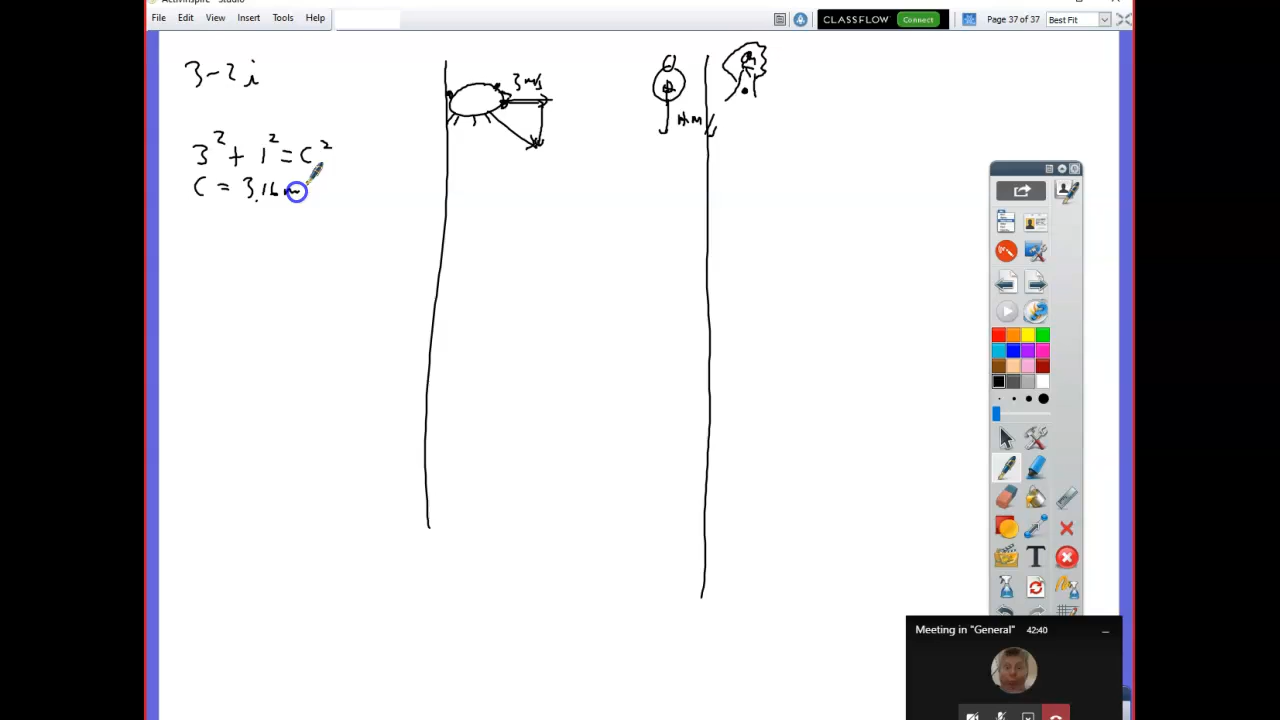 File Edit View Insert Tools Help
CLASSFLOW Connect
Page 37 of 37
Best Fit
3-2i
3 m/s
3² + 1² = C²
C = 3.16 m
T
Meeting in "General" 42:40